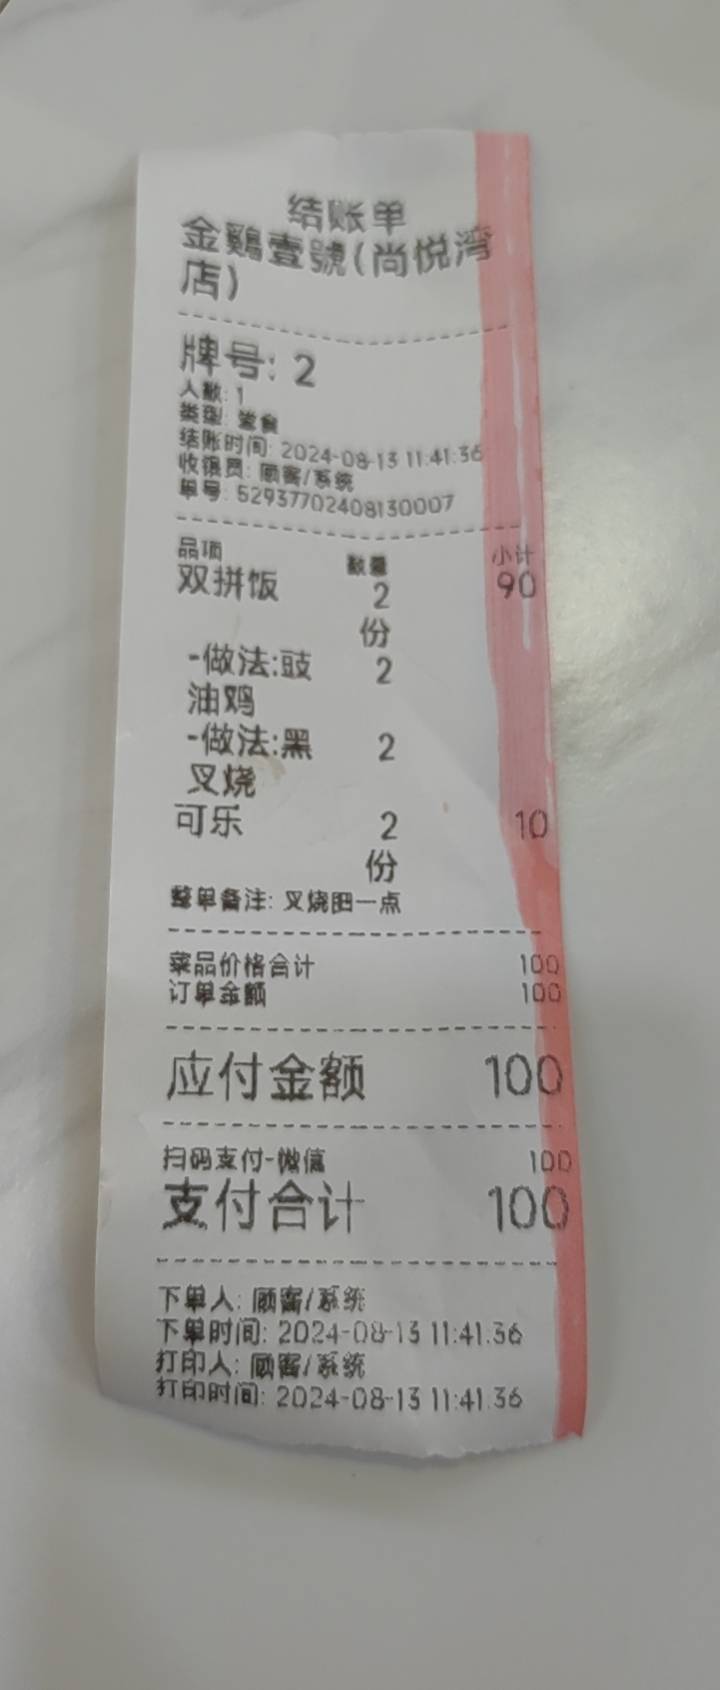 结账单
金鷄壹號(尚悦湾
店)
牌号: 2
人数: 1
类型: 堂食
结账时间: 2024-08-13 11:41:36
收银员: 顾客/系统
单号: 52937702408130007
品项 数量 小计
双拼饭 2 90
份
-做法:豉 2
油鸡
-做法:黑 2
叉烧
可乐 2 10
份
整单备注: 叉烧肥一点
菜品价格合计 100
订单金额 100
应付金额 100
扫码支付-微信 100
支付合计 100
下单人: 顾客/系统
下单时间: 2024-08-13 11:41:36
打印人: 顾客/系统
打印时间: 2024-08-13 11:41:36